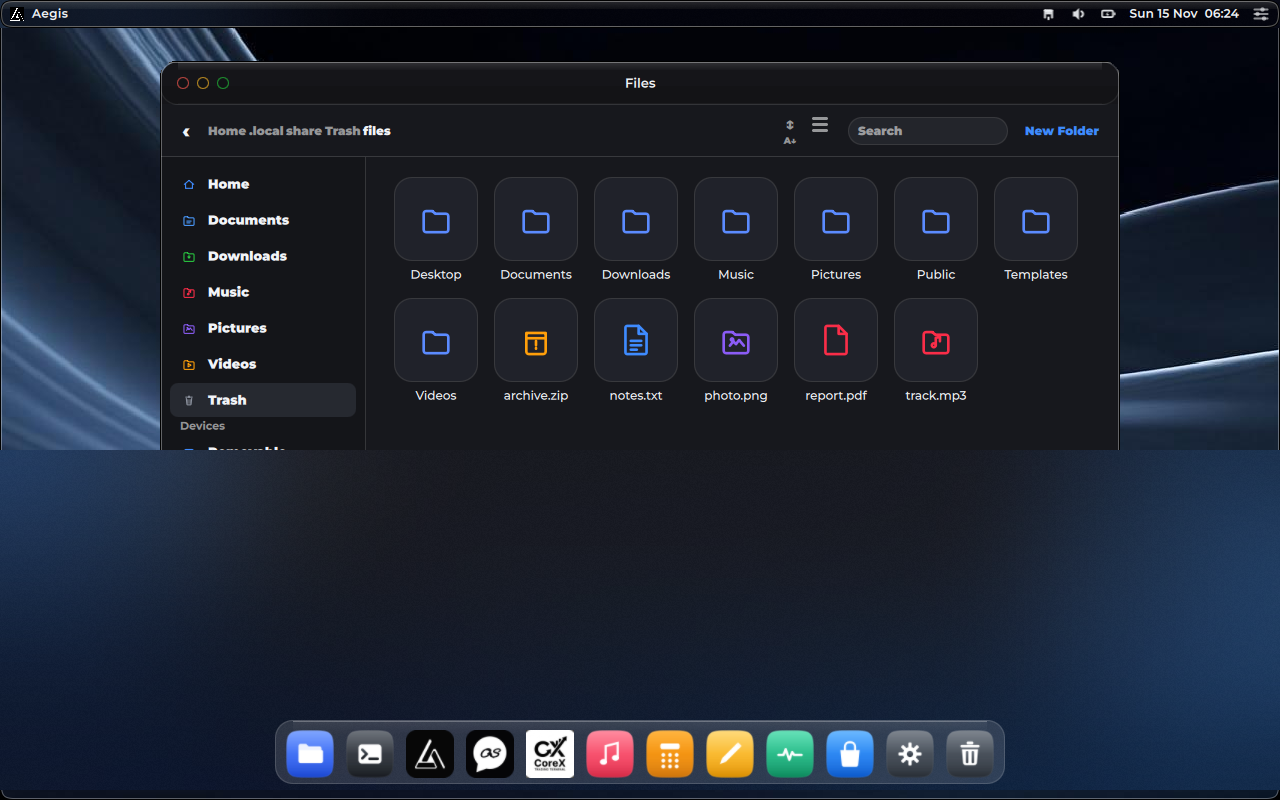 Aegis
Sun 15 Nov 06:24
Files
Home .local share Trash files
A
Search
New Folder
Home
Documents
Downloads
Music
Pictures
Videos
Trash
Devices
Desktop
Documents
Downloads
Music
Pictures
Public
Templates
Videos
archive.zip
notes.txt
photo.png
report.pdf
track.mp3
as
CX
CoreX